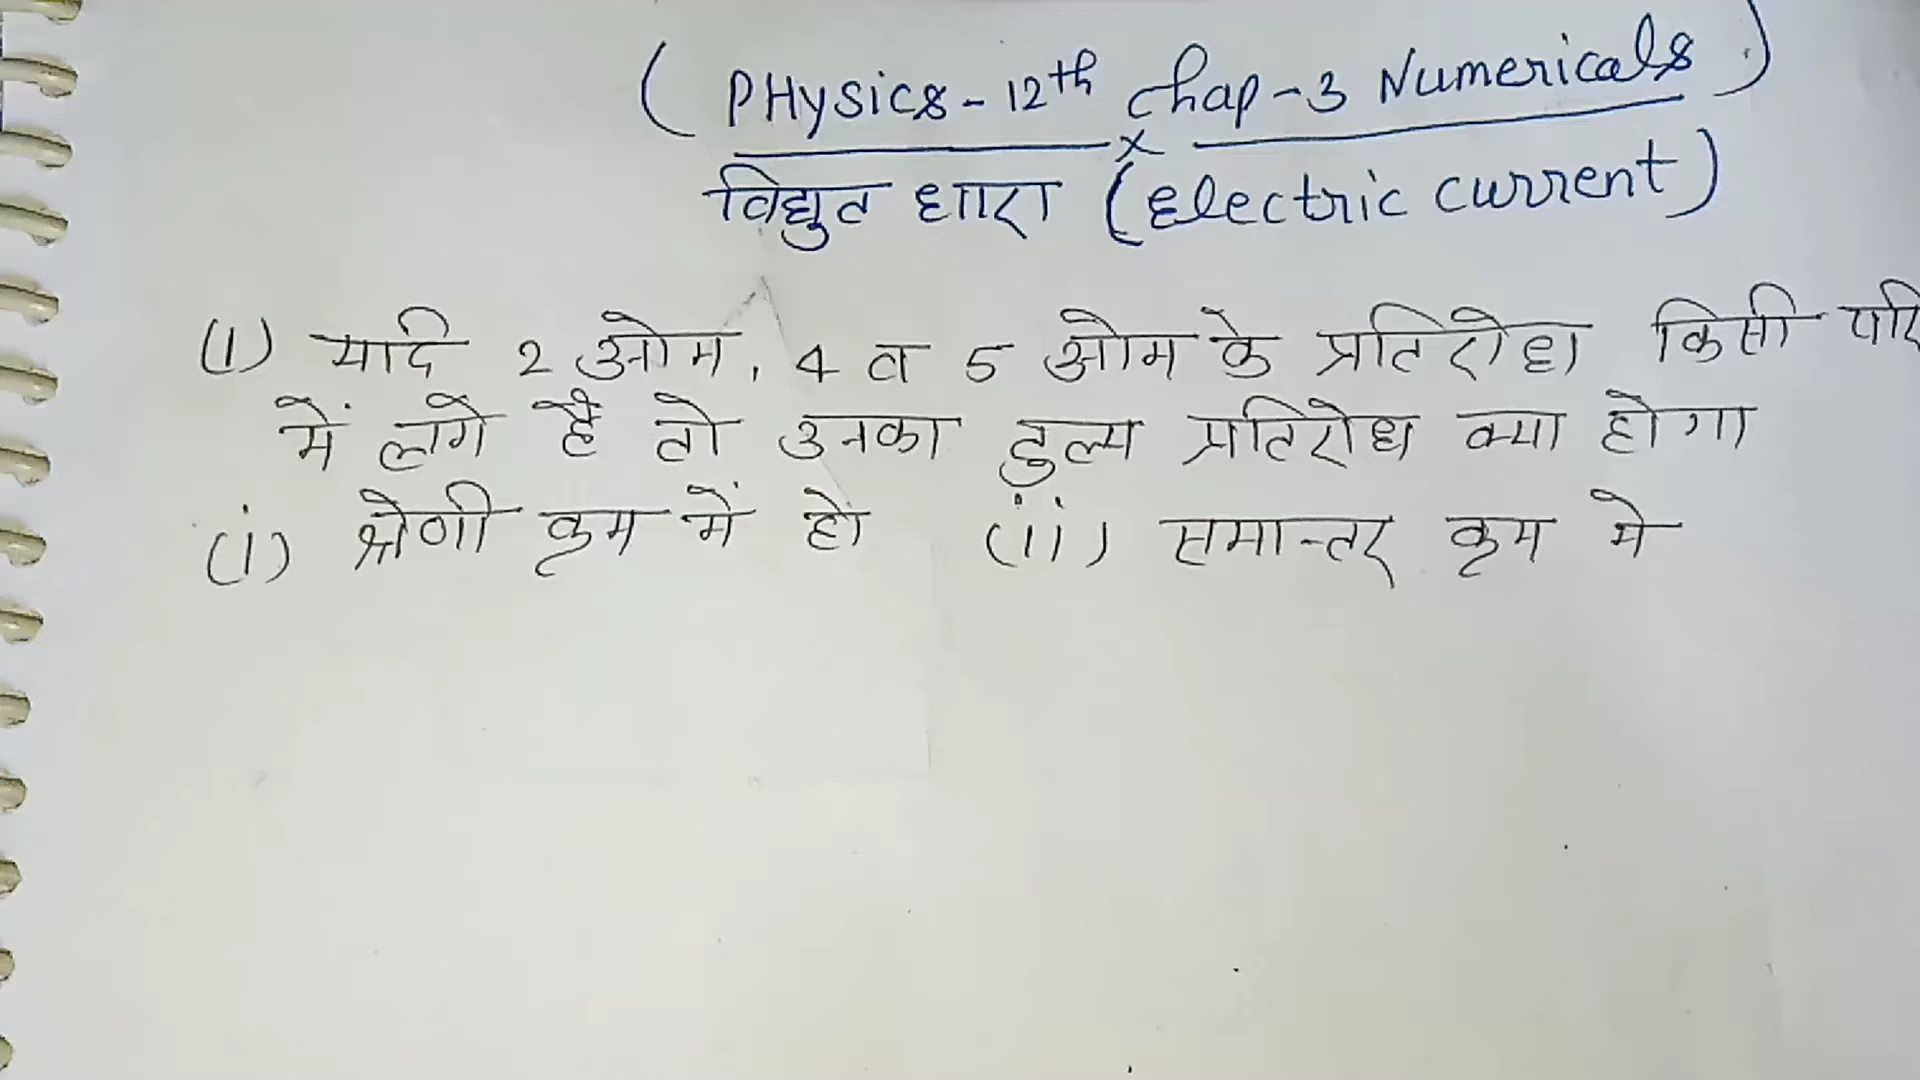 ( PHysics - 12th chap - 3 Numericals )
विद्युत धारा (Electric current)
(1) यदि 2 ओम, 4 व 5 ओम के प्रतिरोध किसी परि
में लगे हैं तो उनका तुल्य प्रतिरोध क्या होगा
(i) श्रेणी क्रम में हो (ii) समान्तर क्रम मे